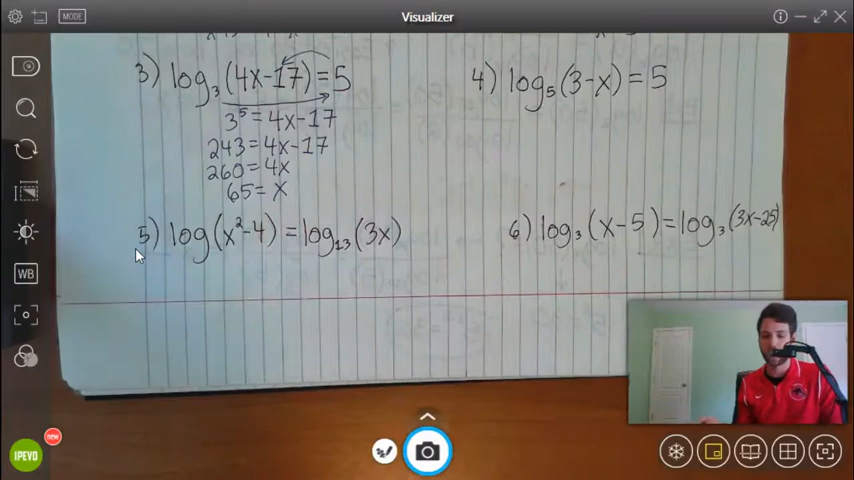 MODE
Visualizer
3) log₃(4x-17)=5
4) log₅(3-x)=5
3⁵=4x-17
243=4x-17
260=4x
65=x
5) log(x²-4)=log₁₃(3x)
6) log₃(x-5)=log₃(3x-25)
WB
new
IPEVO